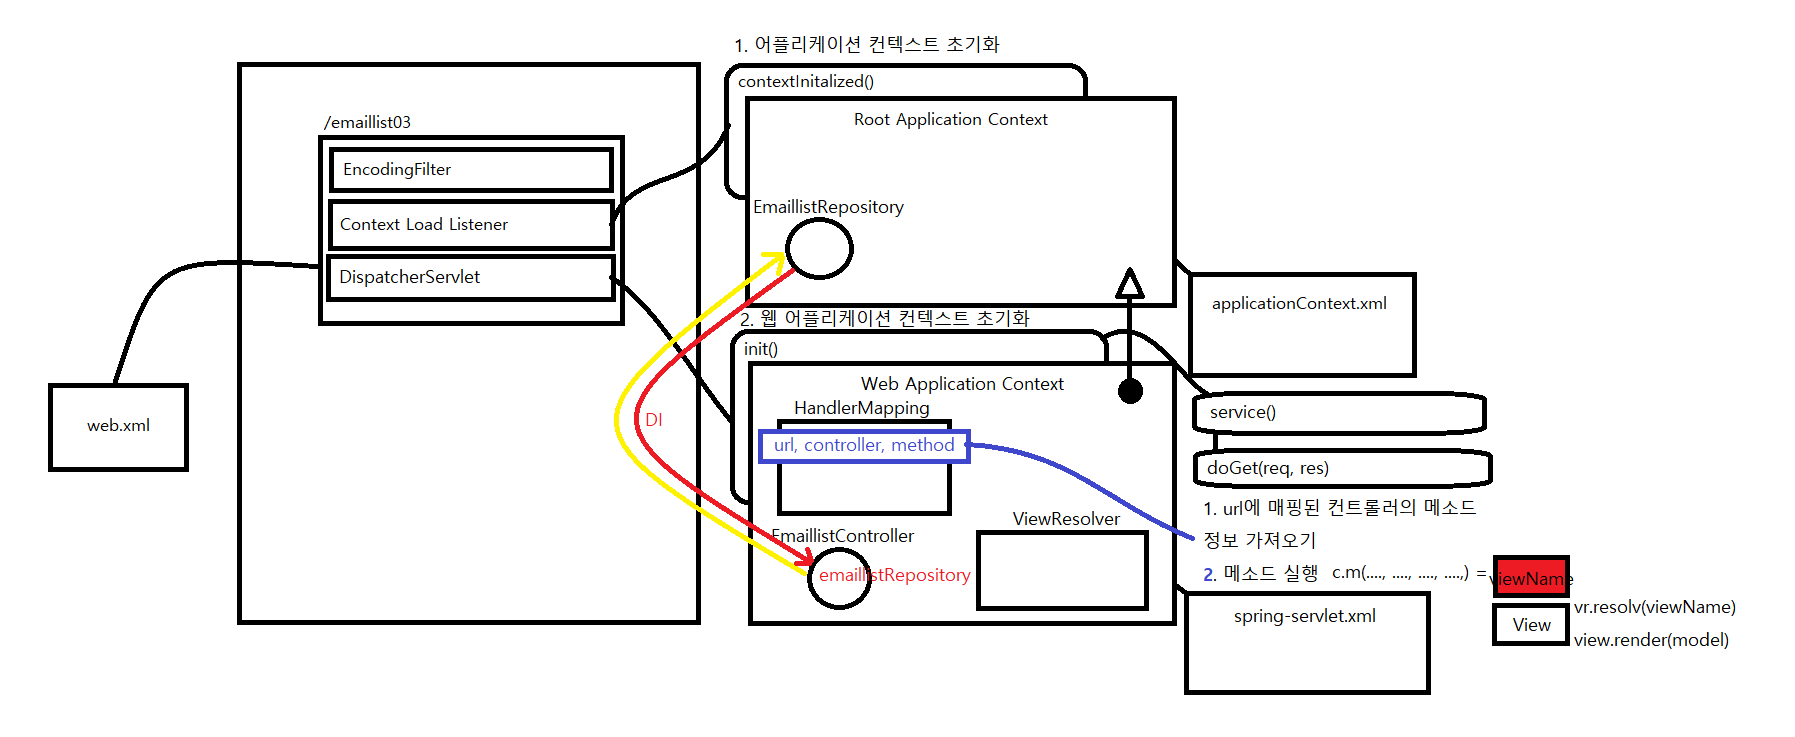 1. 어플리케이션 컨텍스트 초기화
contextInitalized()
Root Application Context
/emaillist03
EncodingFilter
Context Load Listener
DispatcherServlet
EmaillistRepository
applicationContext.xml
2. 웹 어플리케이션 컨텍스트 초기화
init()
Web Application Context
HandlerMapping
url, controller, method
DI
web.xml
service()
doGet(req, res)
1. url에 매핑된 컨트롤러의 메소드
정보 가져오기
2. 메소드 실행 c.m(...., ...., ...., ....,) =
viewName
ViewResolver
EmaillistController
emaillistRepository
spring-servlet.xml
View
vr.resolv(viewName)
view.render(model)